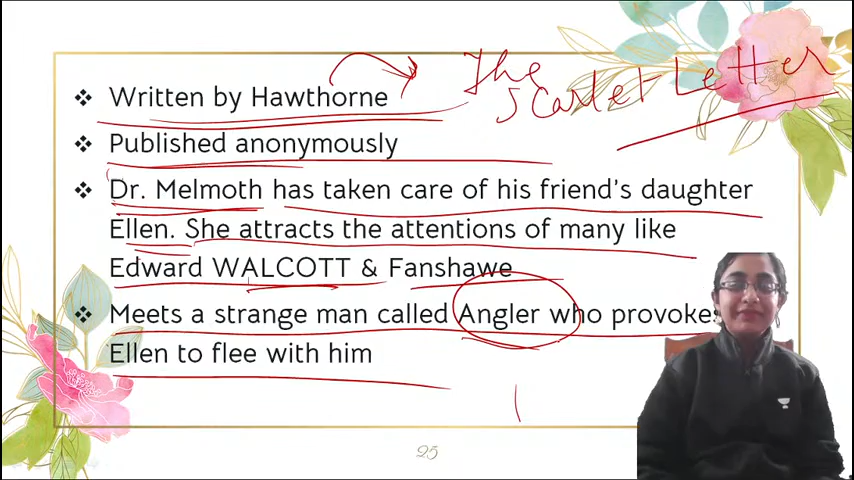 ❖ Written by Hawthorne
The
Scarlet Letter
❖ Published anonymously
❖ Dr. Melmoth has taken care of his friend's daughter
Ellen. She attracts the attentions of many like
Edward WALCOTT & Fanshawe
❖ Meets a strange man called Angler who provokes
Ellen to flee with him
25